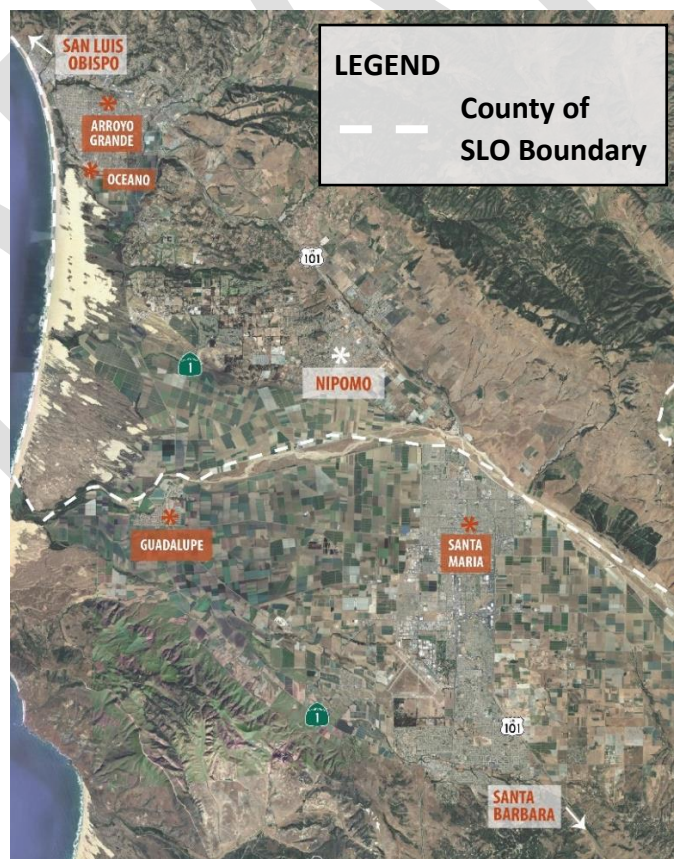 SAN LUIS
OBISPO
LEGEND
County of
SLO Boundary
ARROYO
GRANDE
OCEANO
101
1
NIPOMO
GUADALUPE
SANTA
MARIA
1
101
SANTA
BARBARA